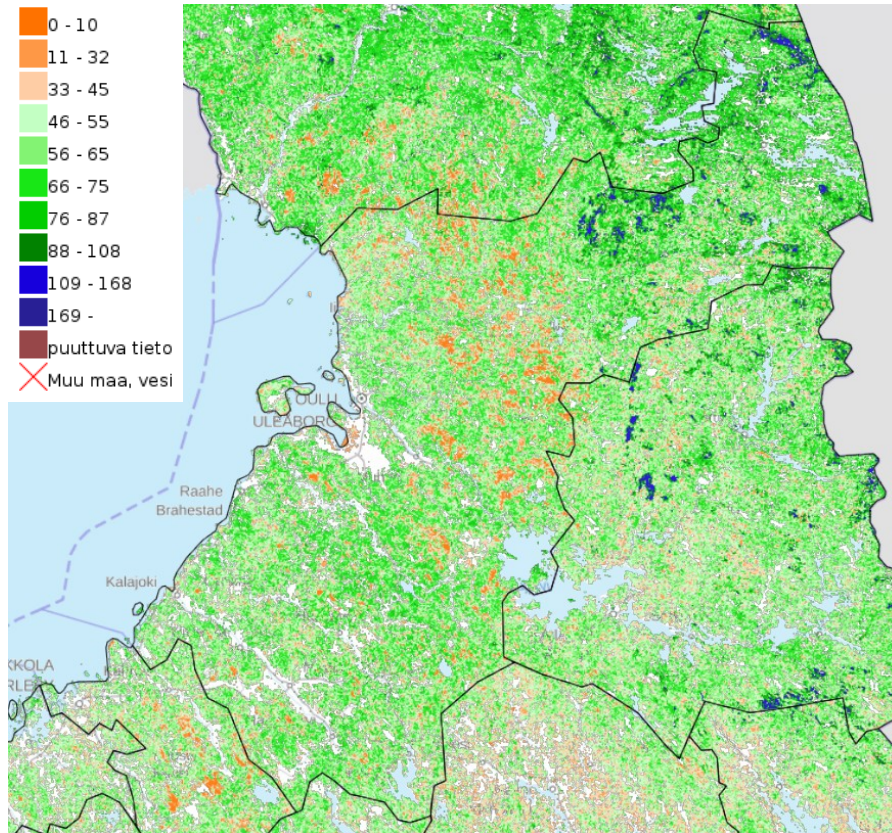 0 - 10
11 - 32
33 - 45
46 - 55
56 - 65
66 - 75
76 - 87
88 - 108
109 - 168
169 -
puuttuva tieto
Muu maa, vesi
OULU
ULEÅBORG
Raahe
Brahestad
Kalajoki
KKOLA